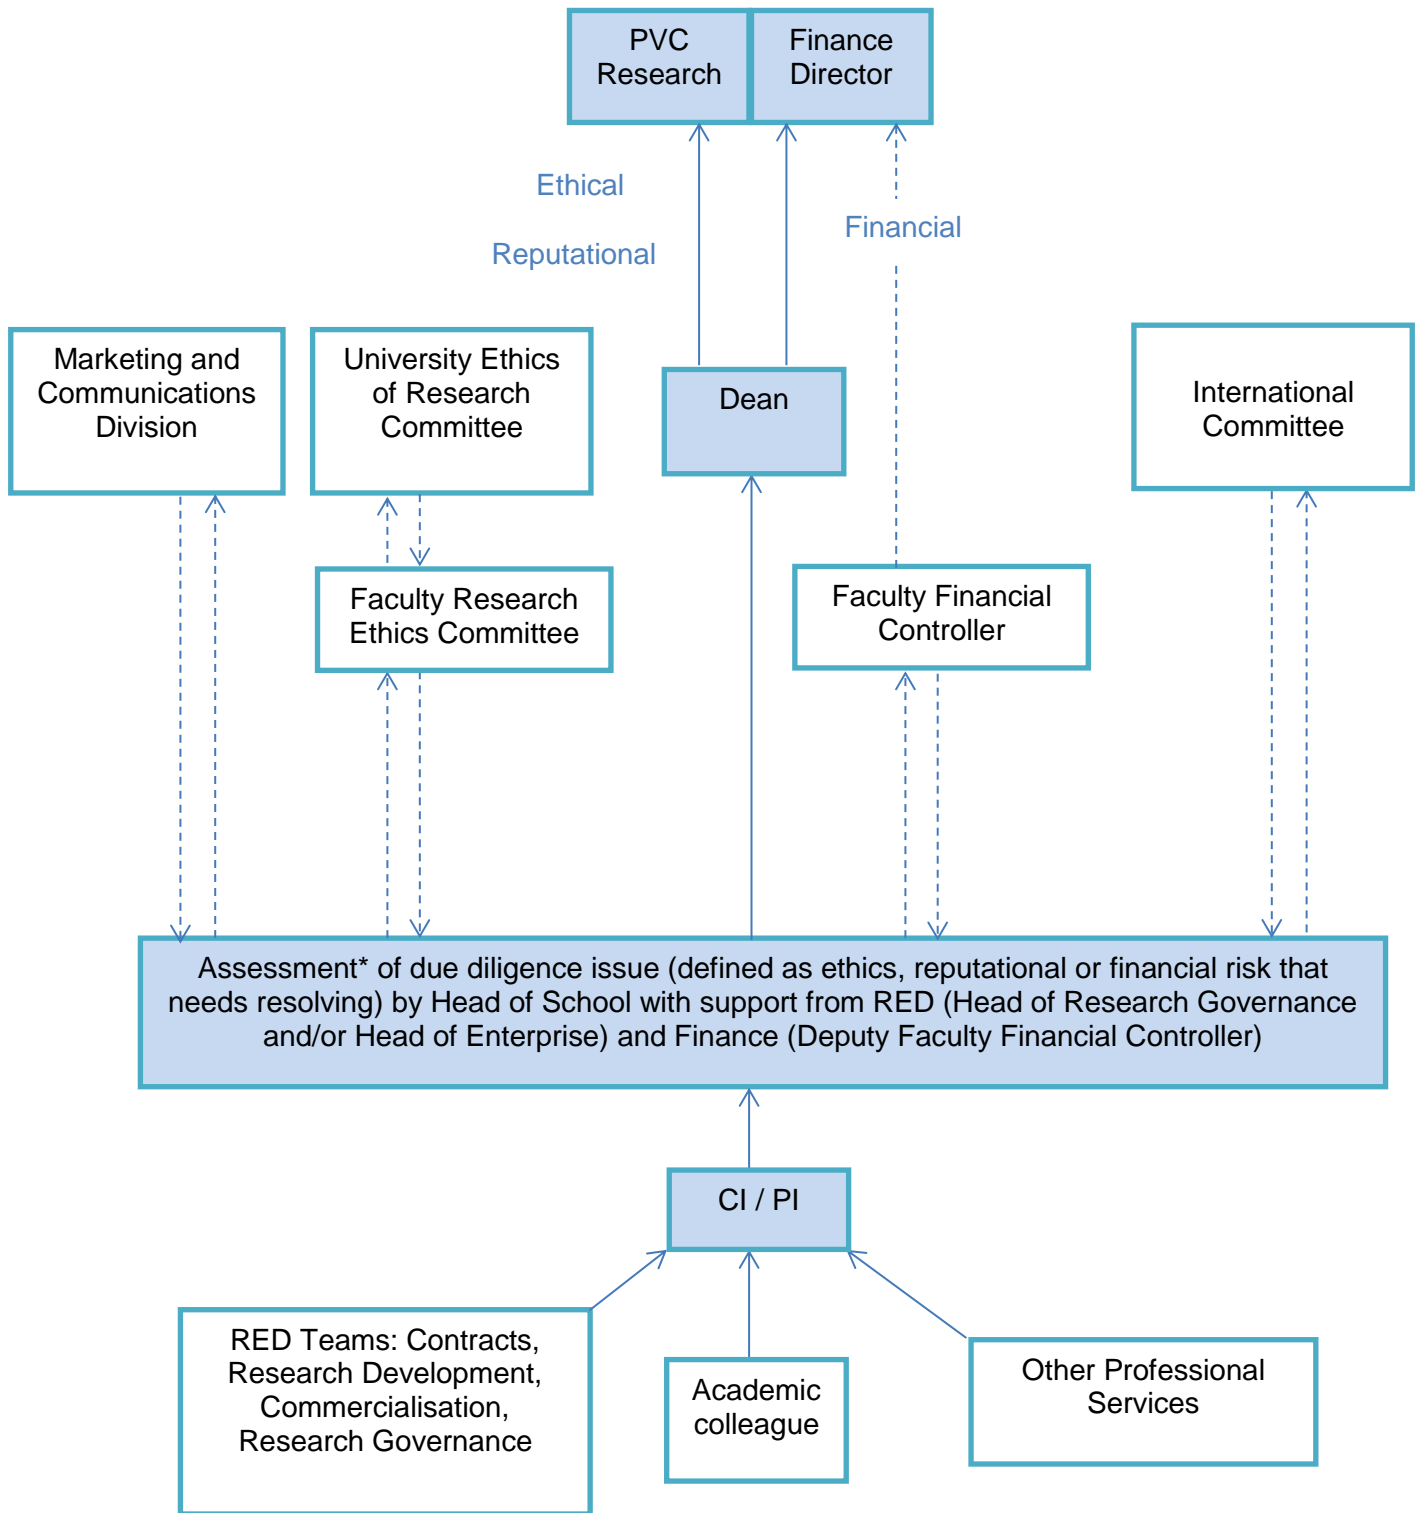 PVC
Research
Finance
Director
Ethical
Reputational
Financial
Marketing and
Communications
Division
University Ethics
of Research
Committee
Dean
International
Committee
Faculty Research
Ethics Committee
Faculty Financial
Controller
Assessment* of due diligence issue (defined as ethics, reputational or financial risk that
needs resolving) by Head of School with support from RED (Head of Research Governance
and/or Head of Enterprise) and Finance (Deputy Faculty Financial Controller)
CI / PI
RED Teams: Contracts,
Research Development,
Commercialisation,
Research Governance
Academic
colleague
Other Professional
Services